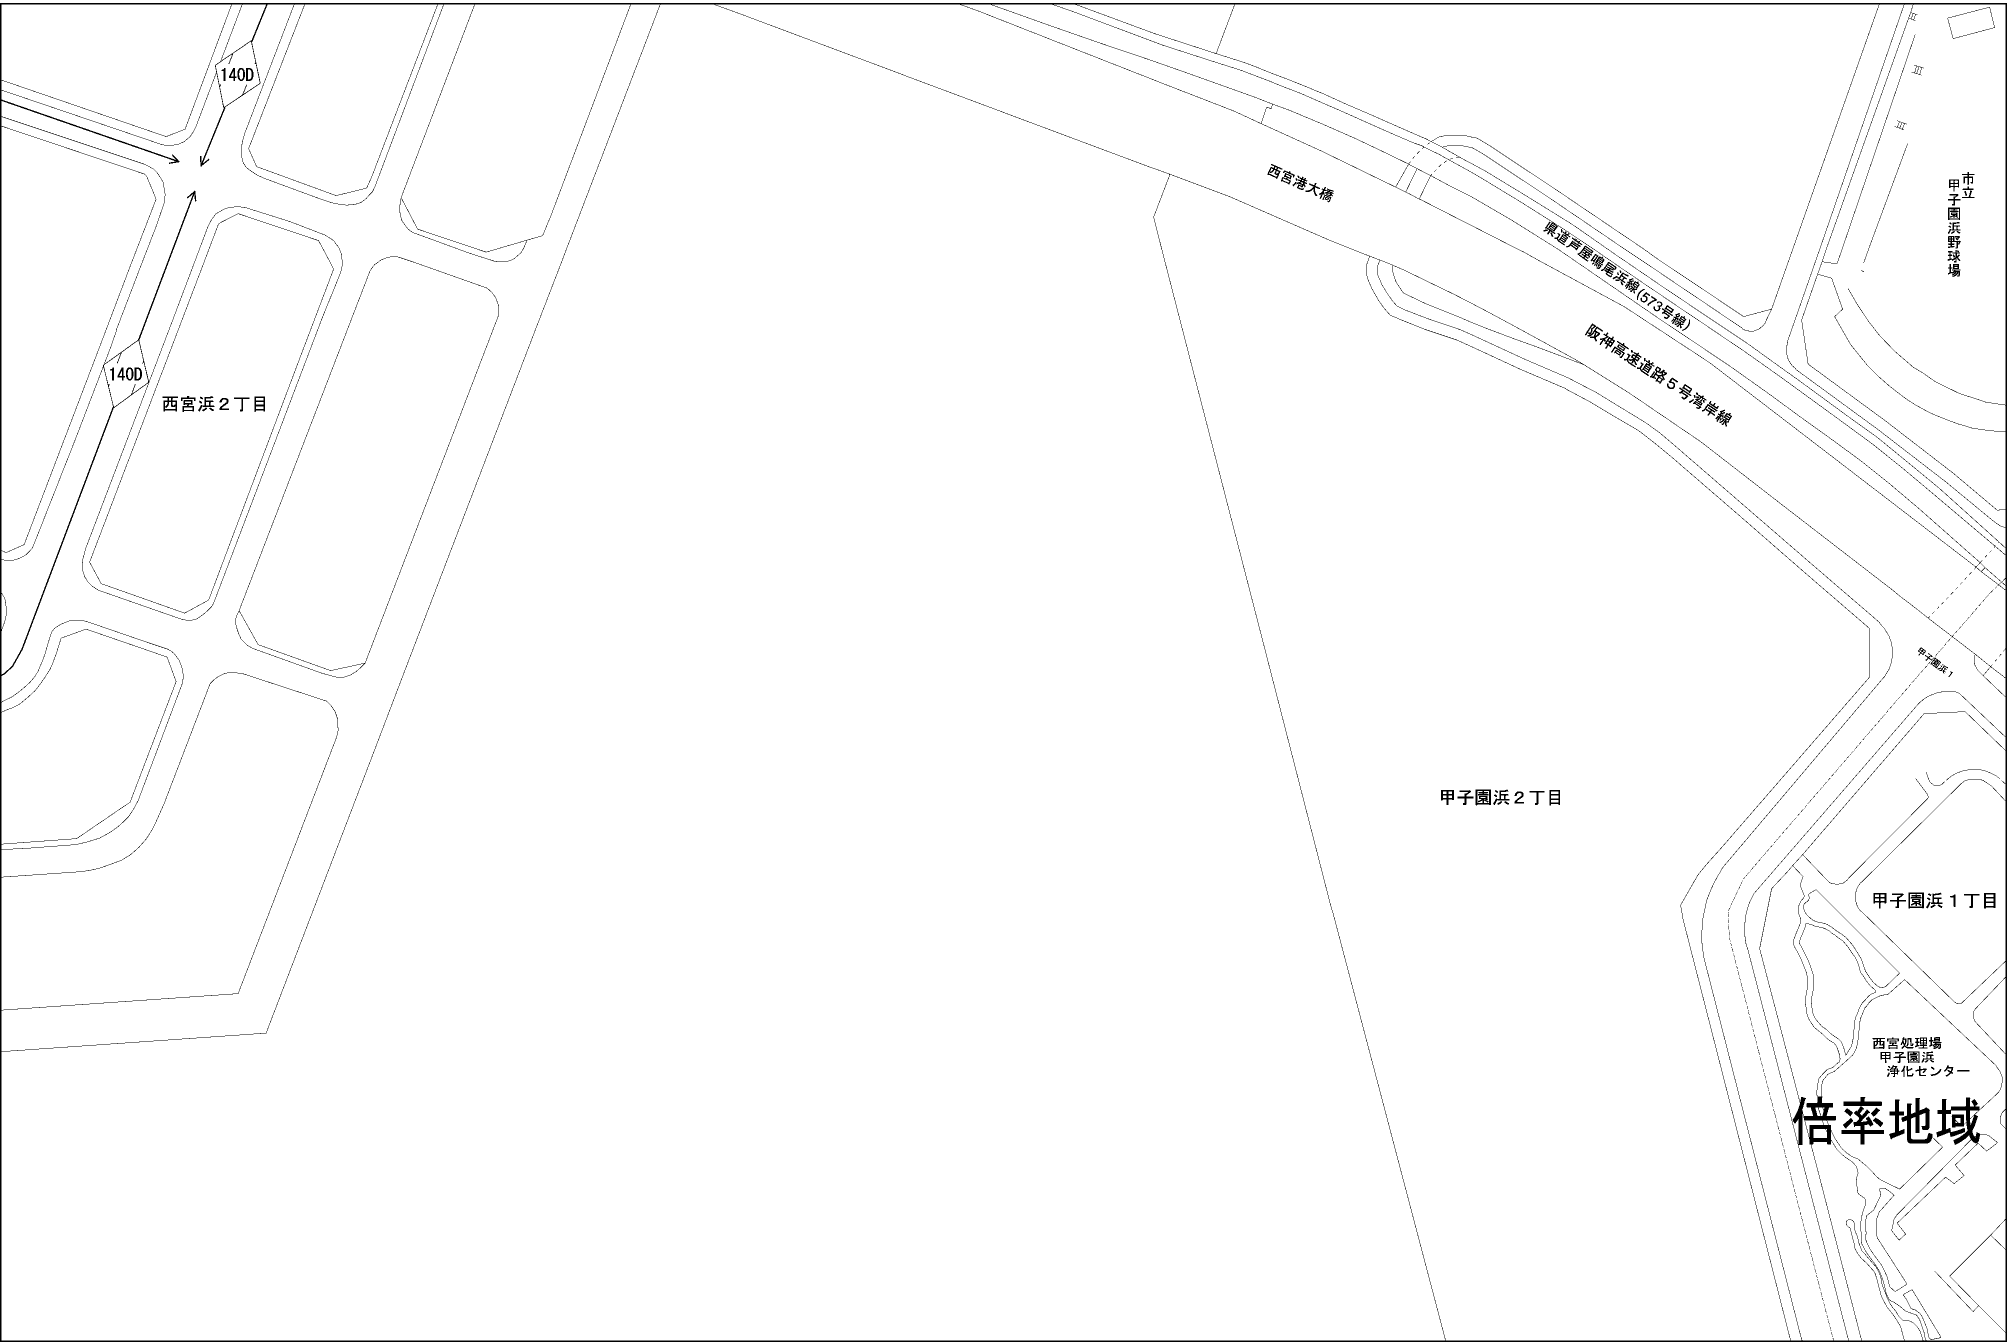 140D
市立
甲子園浜野球場
西宮港大橋
県道芦屋鳴尾浜線(573号線)
阪神高速道路５号湾岸線
140D
西宮浜２丁目
甲子園浜１
甲子園浜２丁目
甲子園浜１丁目
西宮処理場
甲子園浜
浄化センター
倍率地域